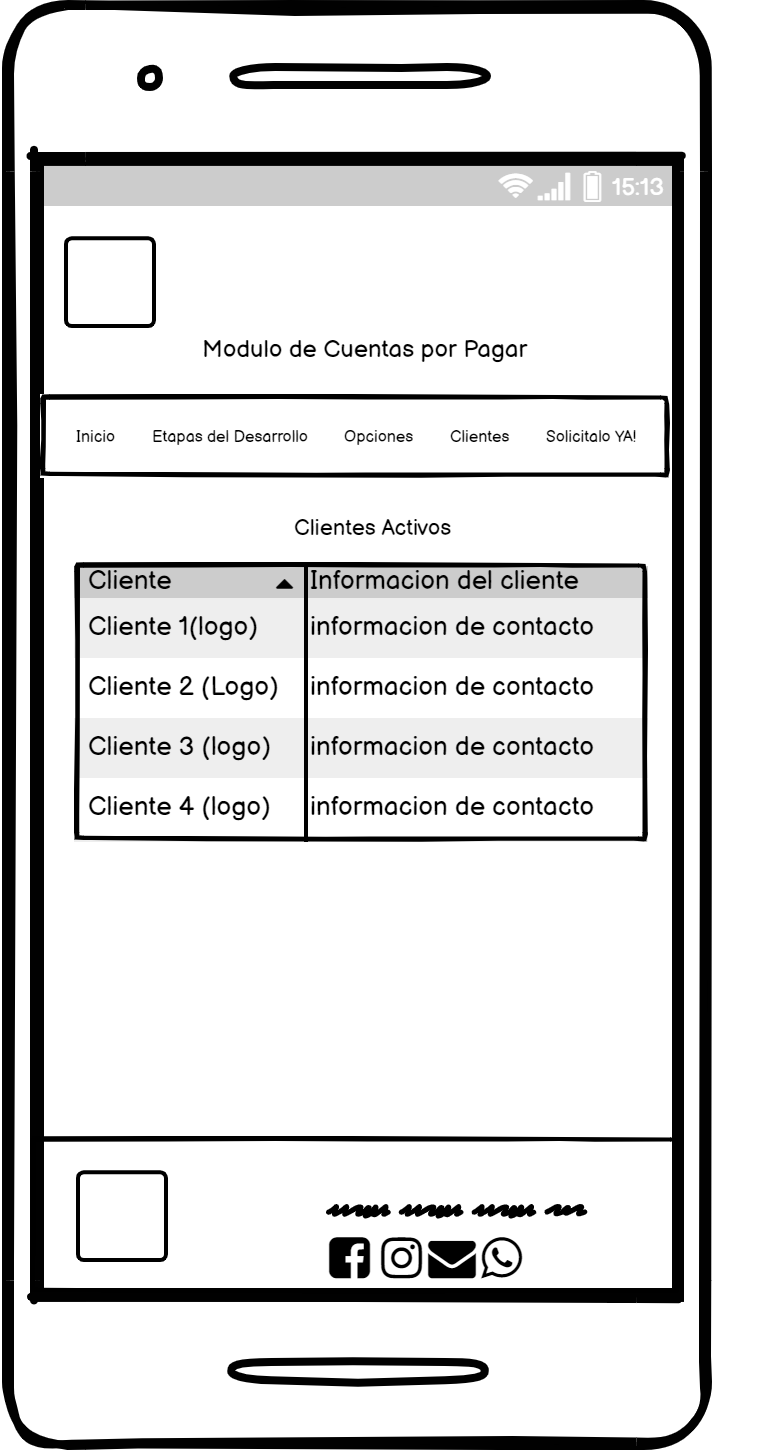 15:13
Modulo de Cuentas por Pagar
Inicio Etapas del Desarrollo Opciones Clientes Solicitalo YA!
Clientes Activos
Cliente Informacion del cliente
Cliente 1(logo) informacion de contacto
Cliente 2 (Logo) informacion de contacto
Cliente 3 (logo) informacion de contacto
Cliente 4 (logo) informacion de contacto